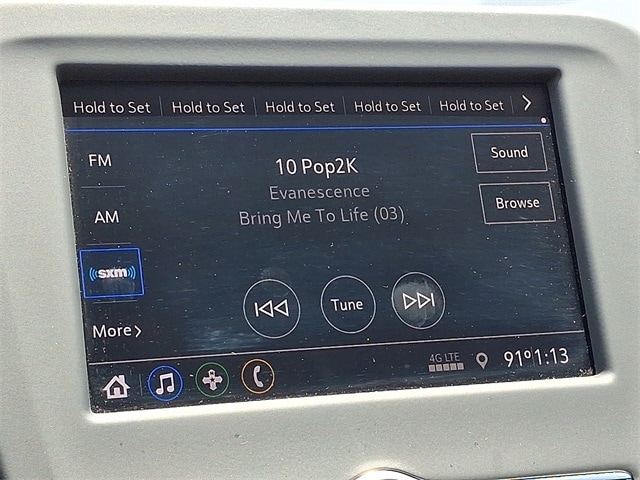 Hold to Set Hold to Set Hold to Set Hold to Set Hold to Set
FM
10 Pop2K
Sound
Evanescence
AM
Bring Me To Life (03)
Browse
sxm
Tune
More
4G LTE
91° 1:13